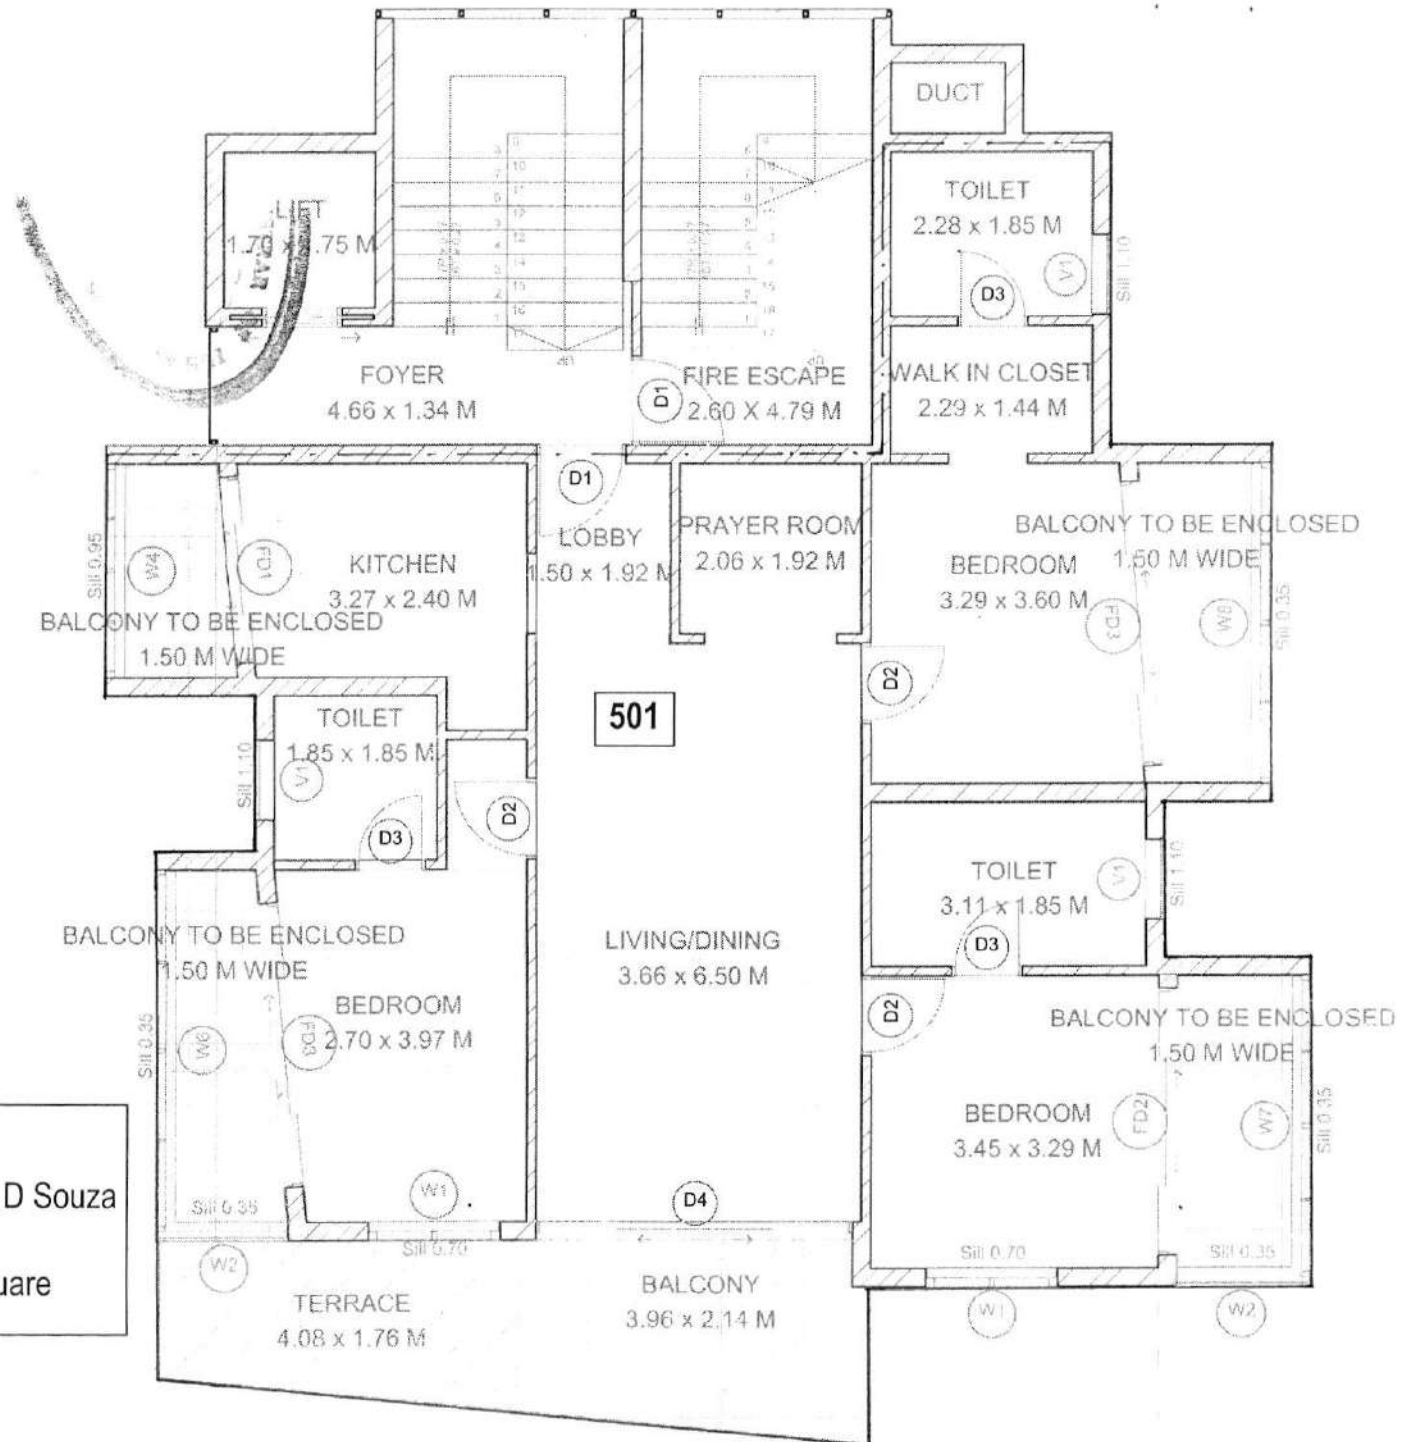 DUCT
TOILET
2.28 x 1.85 M
D3
V1
Sill 1.10
LIFT
FOYER
4.66 x 1.34 M
D1
FIRE ESCAPE
2.60 X 4.79 M
WALK IN CLOSET
2.29 x 1.44 M
D1
LOBBY
1.50 x 1.92 M
PRAYER ROOM
2.06 x 1.92 M
KITCHEN
3.27 x 2.40 M
Sill 0.95
W4
FD1
BALCONY TO BE ENCLOSED
1.50 M WIDE
BALCONY TO BE ENCLOSED
1.50 M WIDE
BEDROOM
3.29 x 3.60 M
FD3
Sill 0.35
D2
501
TOILET
1.85 x 1.85 M
Sill 1.10
V1
D3
D2
TOILET
3.11 x 1.85 M
V1
Sill 1.10
D3
BALCONY TO BE ENCLOSED
1.50 M WIDE
LIVING/DINING
3.66 x 6.50 M
BEDROOM
2.70 x 3.97 M
Sill 0.35
W6
FD3
D2
BALCONY TO BE ENCLOSED
1.50 M WIDE
BEDROOM
3.45 x 3.29 M
FD2
W7
Sill 0.35
D Souza
uare
Sill 0.35
W1
Sill 0.70
W2
D4
TERRACE
4.08 x 1.76 M
BALCONY
3.96 x 2.14 M
Sill 0.70
Sill 0.35
W1
W2